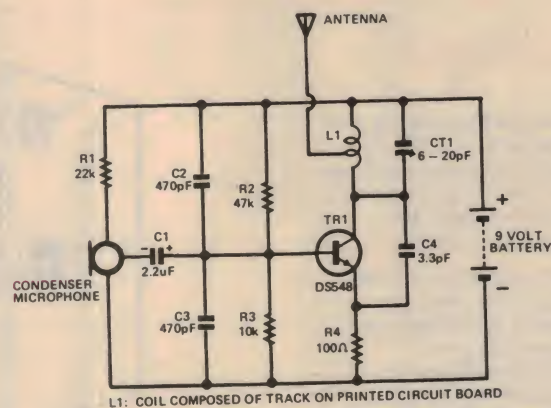 ANTENNA
L1
CT1
6 – 20pF
R1
22k
C2
470pF
R2
47k
TR1
C1
– +
2.2uF
C4
3.3pF
+
9 VOLT
BATTERY
–
CONDENSER
MICROPHONE
DS548
C3
470pF
R3
10k
R4
100Ω
L1: COIL COMPOSED OF TRACK ON PRINTED CIRCUIT BOARD